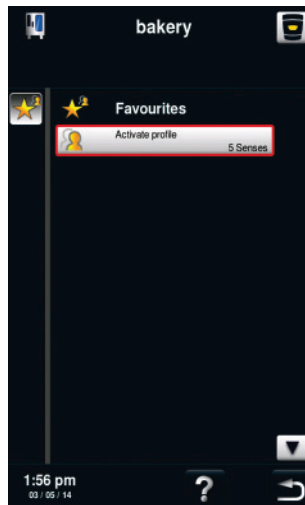 bakery
Favourites
Activate profile
5 Senses
1:56 pm
03 / 05 / 14
?